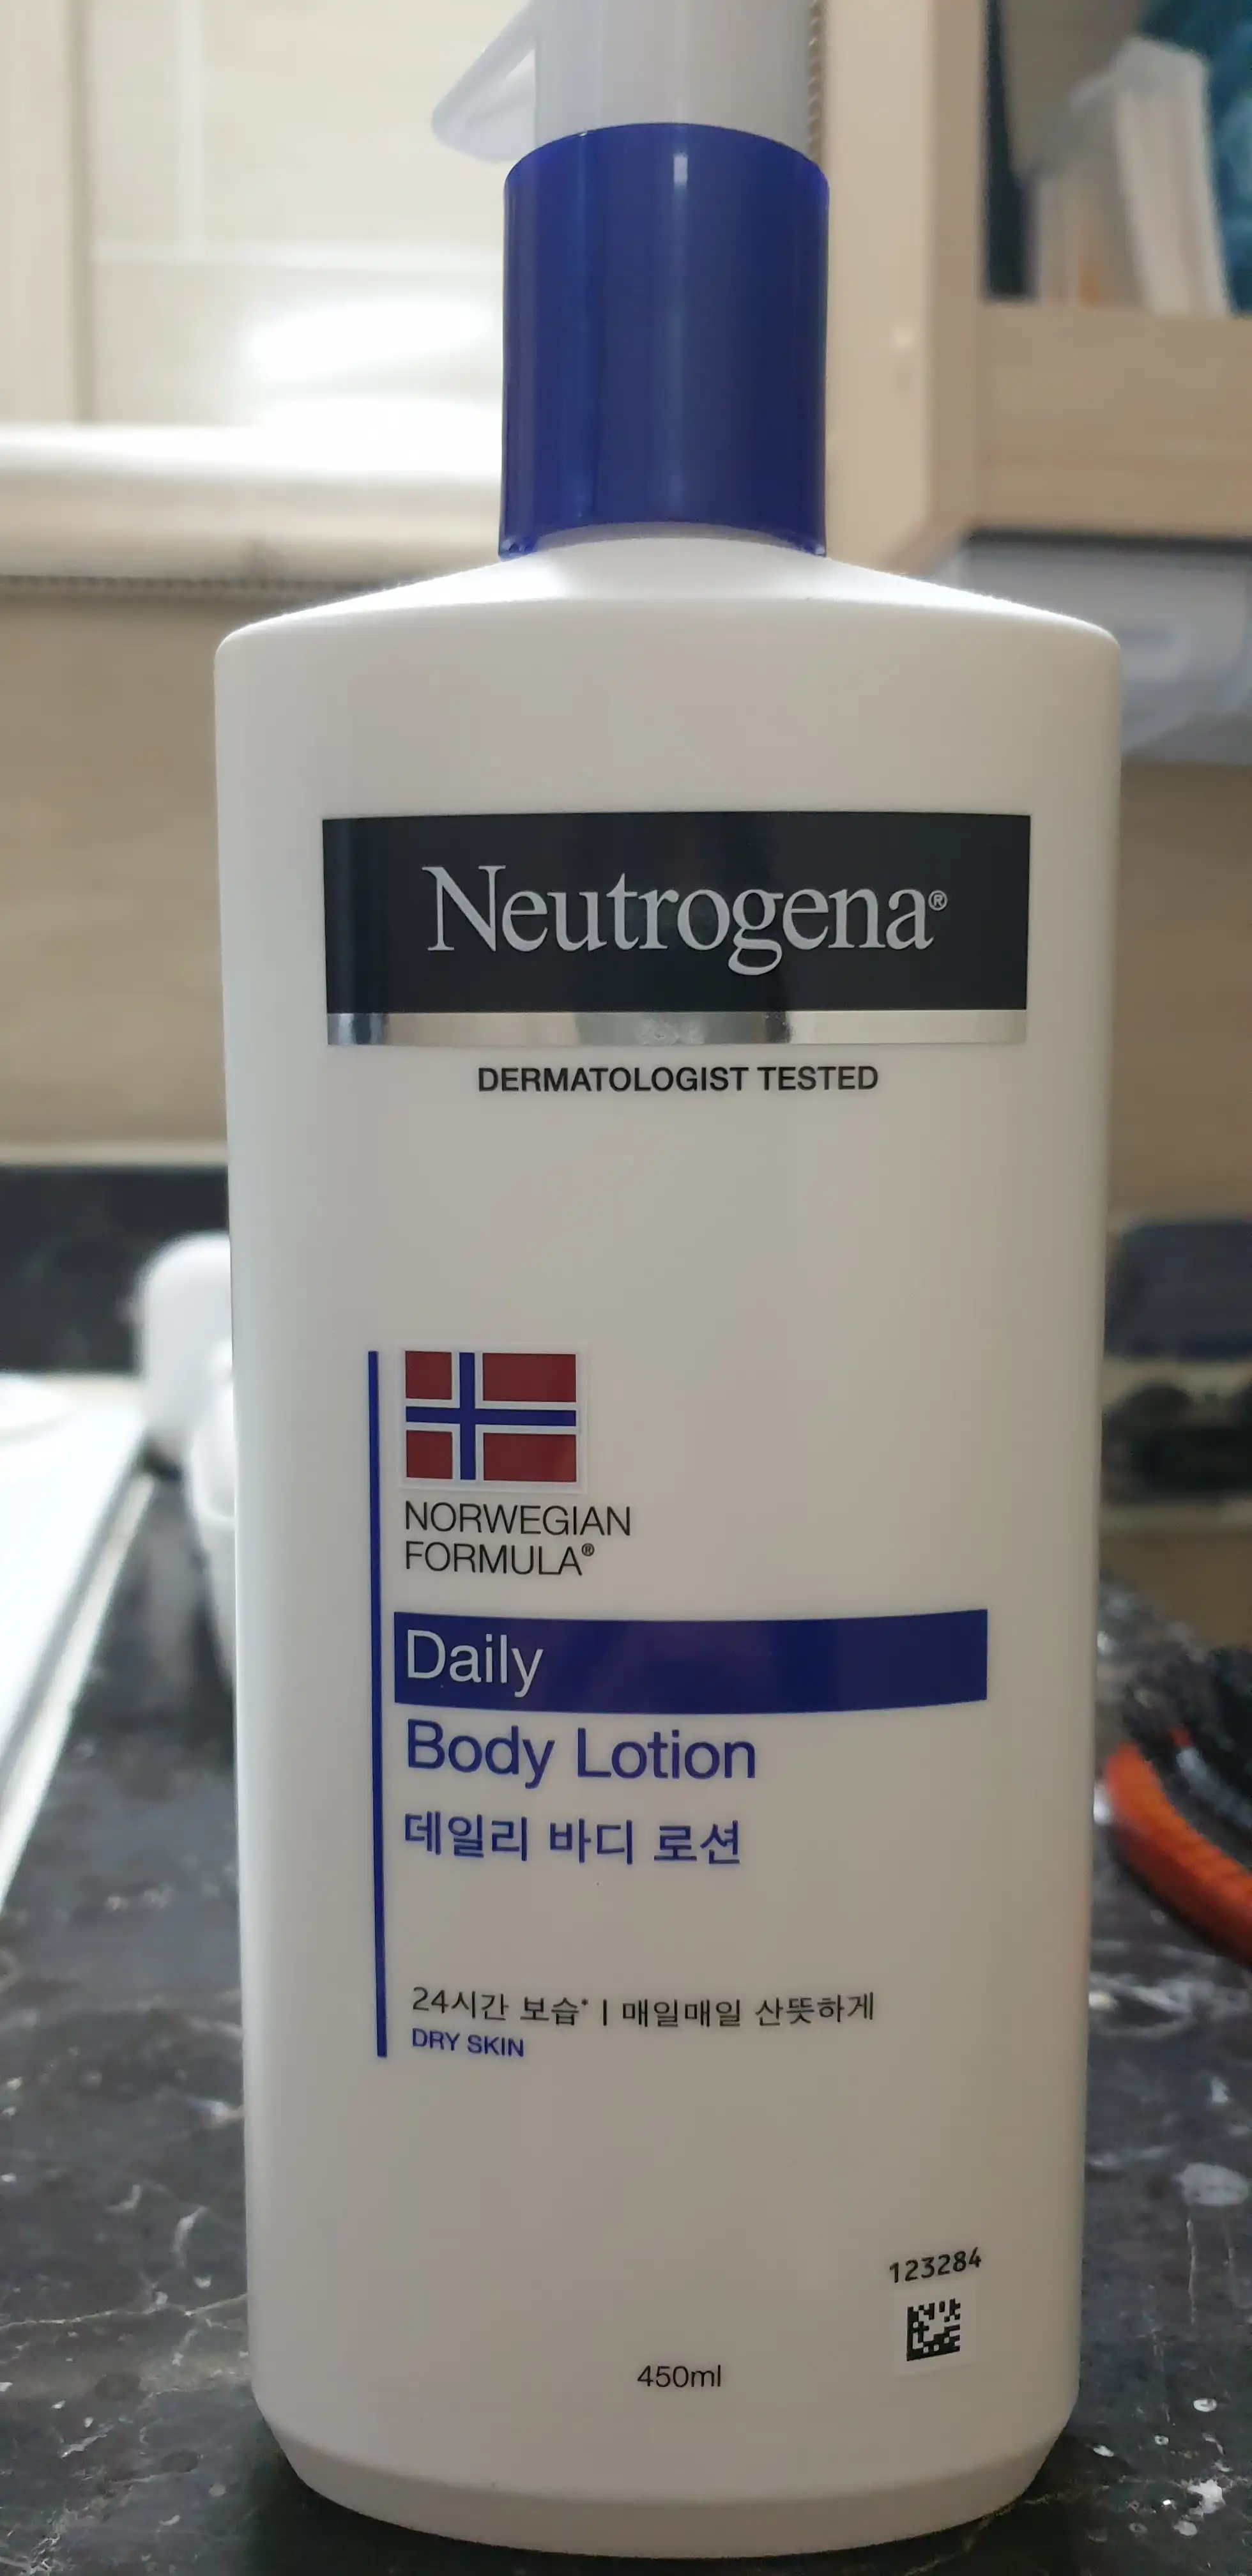 Neutrogena®
DERMATOLOGIST TESTED
NORWEGIAN
FORMULA®
Daily
Body Lotion
데일리 바디 로션
24시간 보습* | 매일매일 산뜻하게
DRY SKIN
123284
450ml